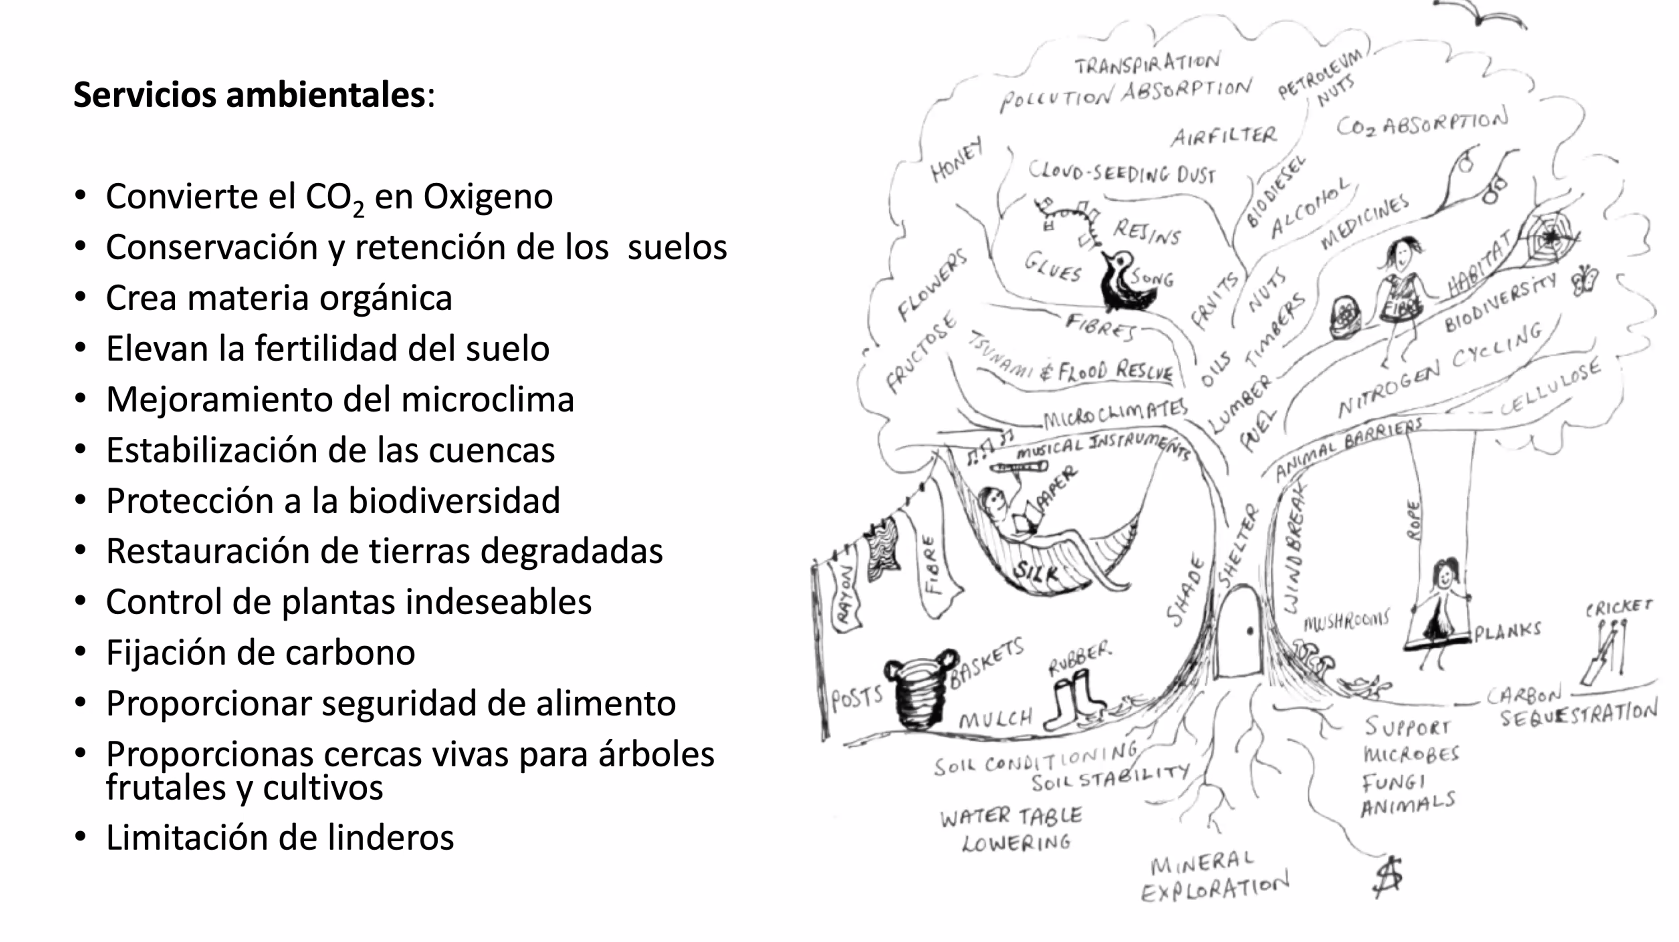 Servicios ambientales:
• Convierte el CO₂ en Oxigeno
• Conservación y retención de los  suelos
• Crea materia orgánica
• Elevan la fertilidad del suelo
• Mejoramiento del microclima
• Estabilización de las cuencas
• Protección a la biodiversidad
• Restauración de tierras degradadas
• Control de plantas indeseables
• Fijación de carbono
• Proporcionar seguridad de alimento
• Proporcionas cercas vivas para árboles
frutales y cultivos
• Limitación de linderos
TRANSPIRATION
POLLUTION ABSORPTION
PETROLEUM
NUTS
AIRFILTER
CO₂ ABSORPTION
HONEY
CLOUD-SEEDING DUST
BIODIESEL
ALCOHOL
MEDICINES
RESINS
GLUES
SONG
FLOWERS
FRUITS
NUTS
HABITAT
FIBRE
BIODIVERSITY
FIBRES
FRUCTOSE
TSUNAMI & FLOOD RESCUE
OILS
TIMBERS
NITROGEN CYCLING
CELLULOSE
MICROCLIMATES
LUMBER
FUEL
MUSICAL INSTRUMENTS
ANIMAL BARRIERS
PAPER
ROPE
SILK
RAYON
FIBRE
SHADE
SHELTER
WINDBREAK
MUSHROOMS
PLANKS
CRICKET
POSTS
BASKETS
RUBBER
MULCH
CARBON
SEQUESTRATION
SOIL CONDITIONING
SOIL STABILITY
SUPPORT
MICROBES
FUNGI
ANIMALS
WATER TABLE
LOWERING
MINERAL
EXPLORATION
$